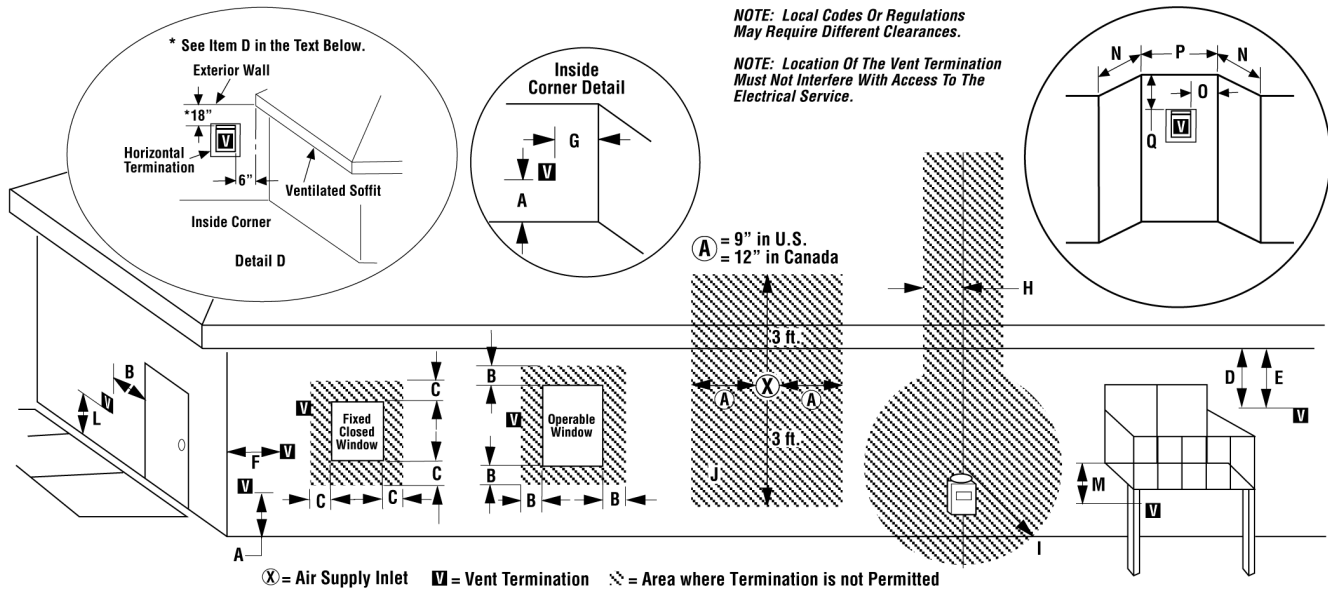 * See Item D in the Text Below.
Exterior Wall
*18"
V
Horizontal
Termination
6"
Ventilated Soffit
Inside Corner
Detail D
Inside
Corner Detail
G
V
A
NOTE: Local Codes Or Regulations
May Require Different Clearances.
NOTE: Location Of The Vent Termination
Must Not Interfere With Access To The
Electrical Service.
N P N
O
Q
V
A = 9" in U.S.
= 12" in Canada
H
3 ft.
X
A
A
3 ft.
J
B
V
L
F
V
V
A
V
C
Fixed
Closed
Window
C
C
C
B
V
Operable
Window
B
B
B
I
D
E
V
M
V
X = Air Supply Inlet
V = Vent Termination
= Area where Termination is not Permitted